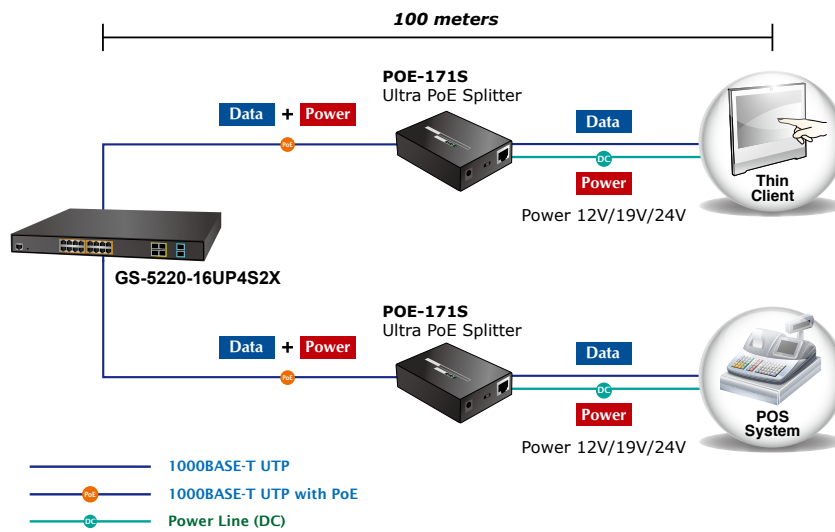 100 meters
POE-171S
Ultra PoE Splitter
Data + Power
PoE
Data
DC
Power
Power 12V/19V/24V
Thin
Client
GS-5220-16UP4S2X
POE-171S
Ultra PoE Splitter
Data + Power
PoE
Data
DC
Power
Power 12V/19V/24V
POS
System
1000BASE-T UTP
PoE
1000BASE-T UTP with PoE
DC
Power Line (DC)